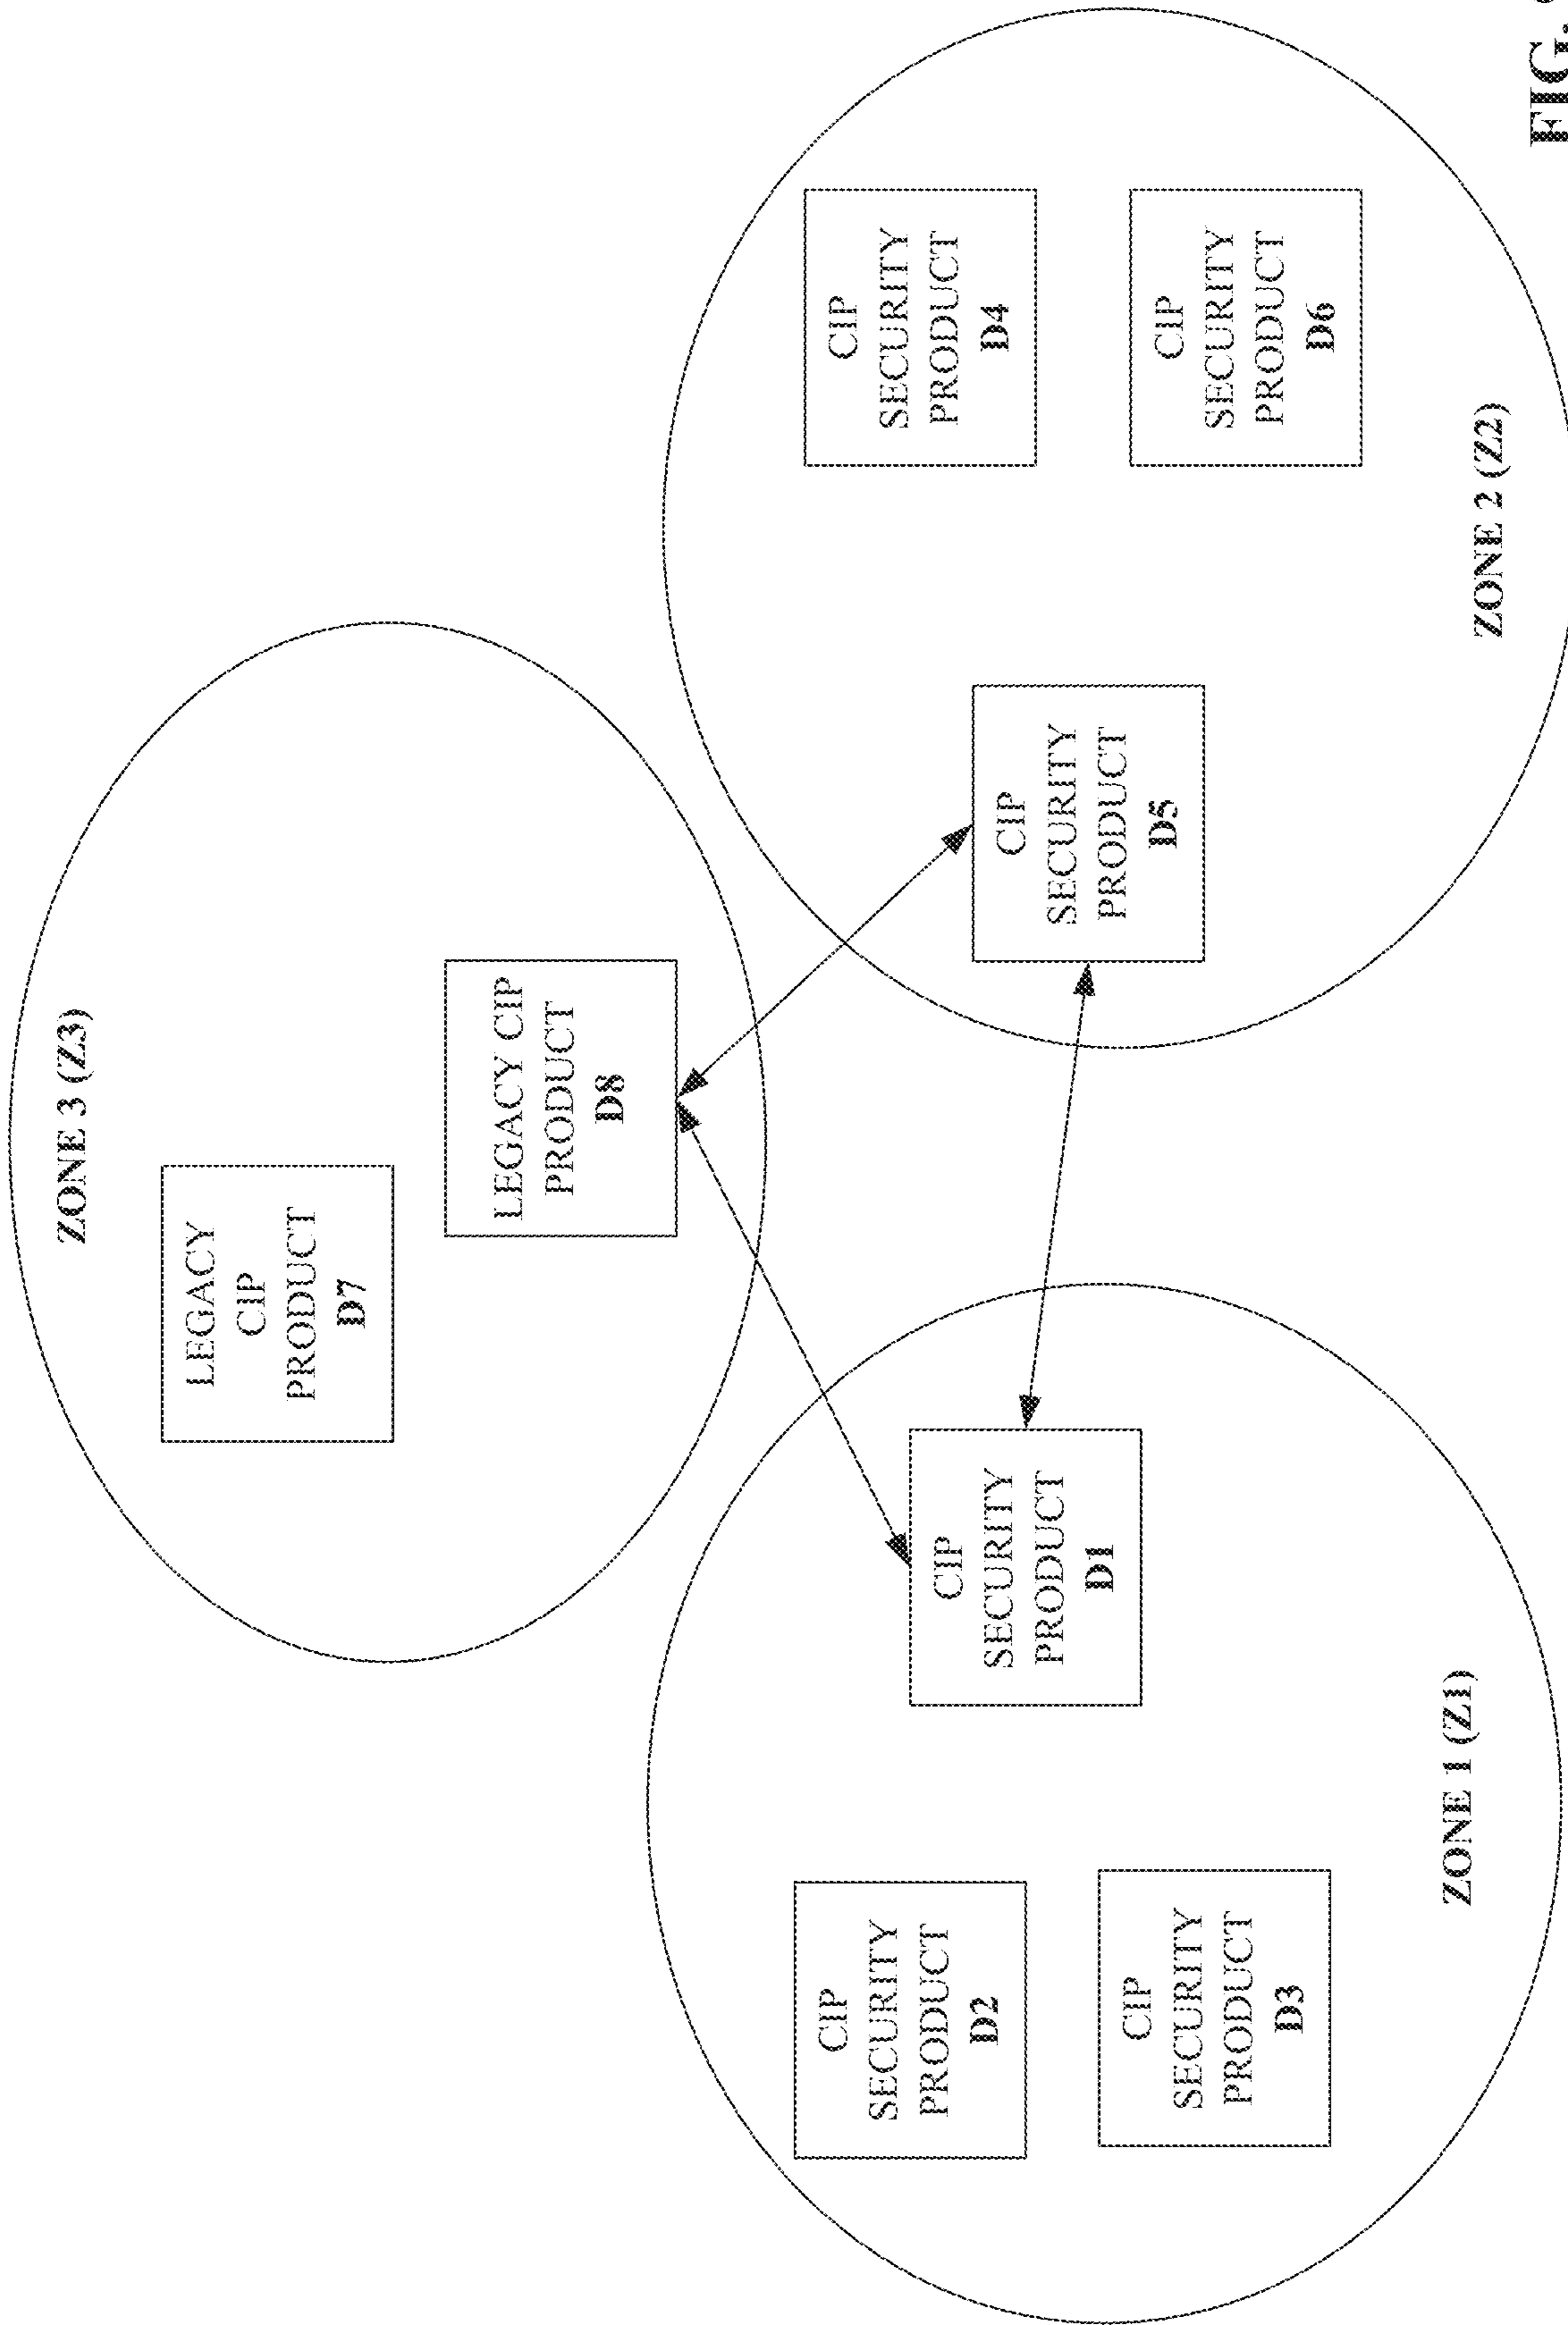 ZONE 3 (Z3)
LEGACY
CIP
PRODUCT
D7
LEGACY CIP
PRODUCT
D8
CIP
SECURITY
PRODUCT
D2
CIP
SECURITY
PRODUCT
D3
CIP
SECURITY
PRODUCT
D1
ZONE 1 (Z1)
CIP
SECURITY
PRODUCT
D5
CIP
SECURITY
PRODUCT
D4
CIP
SECURITY
PRODUCT
D6
ZONE 2 (Z2)
FIG.